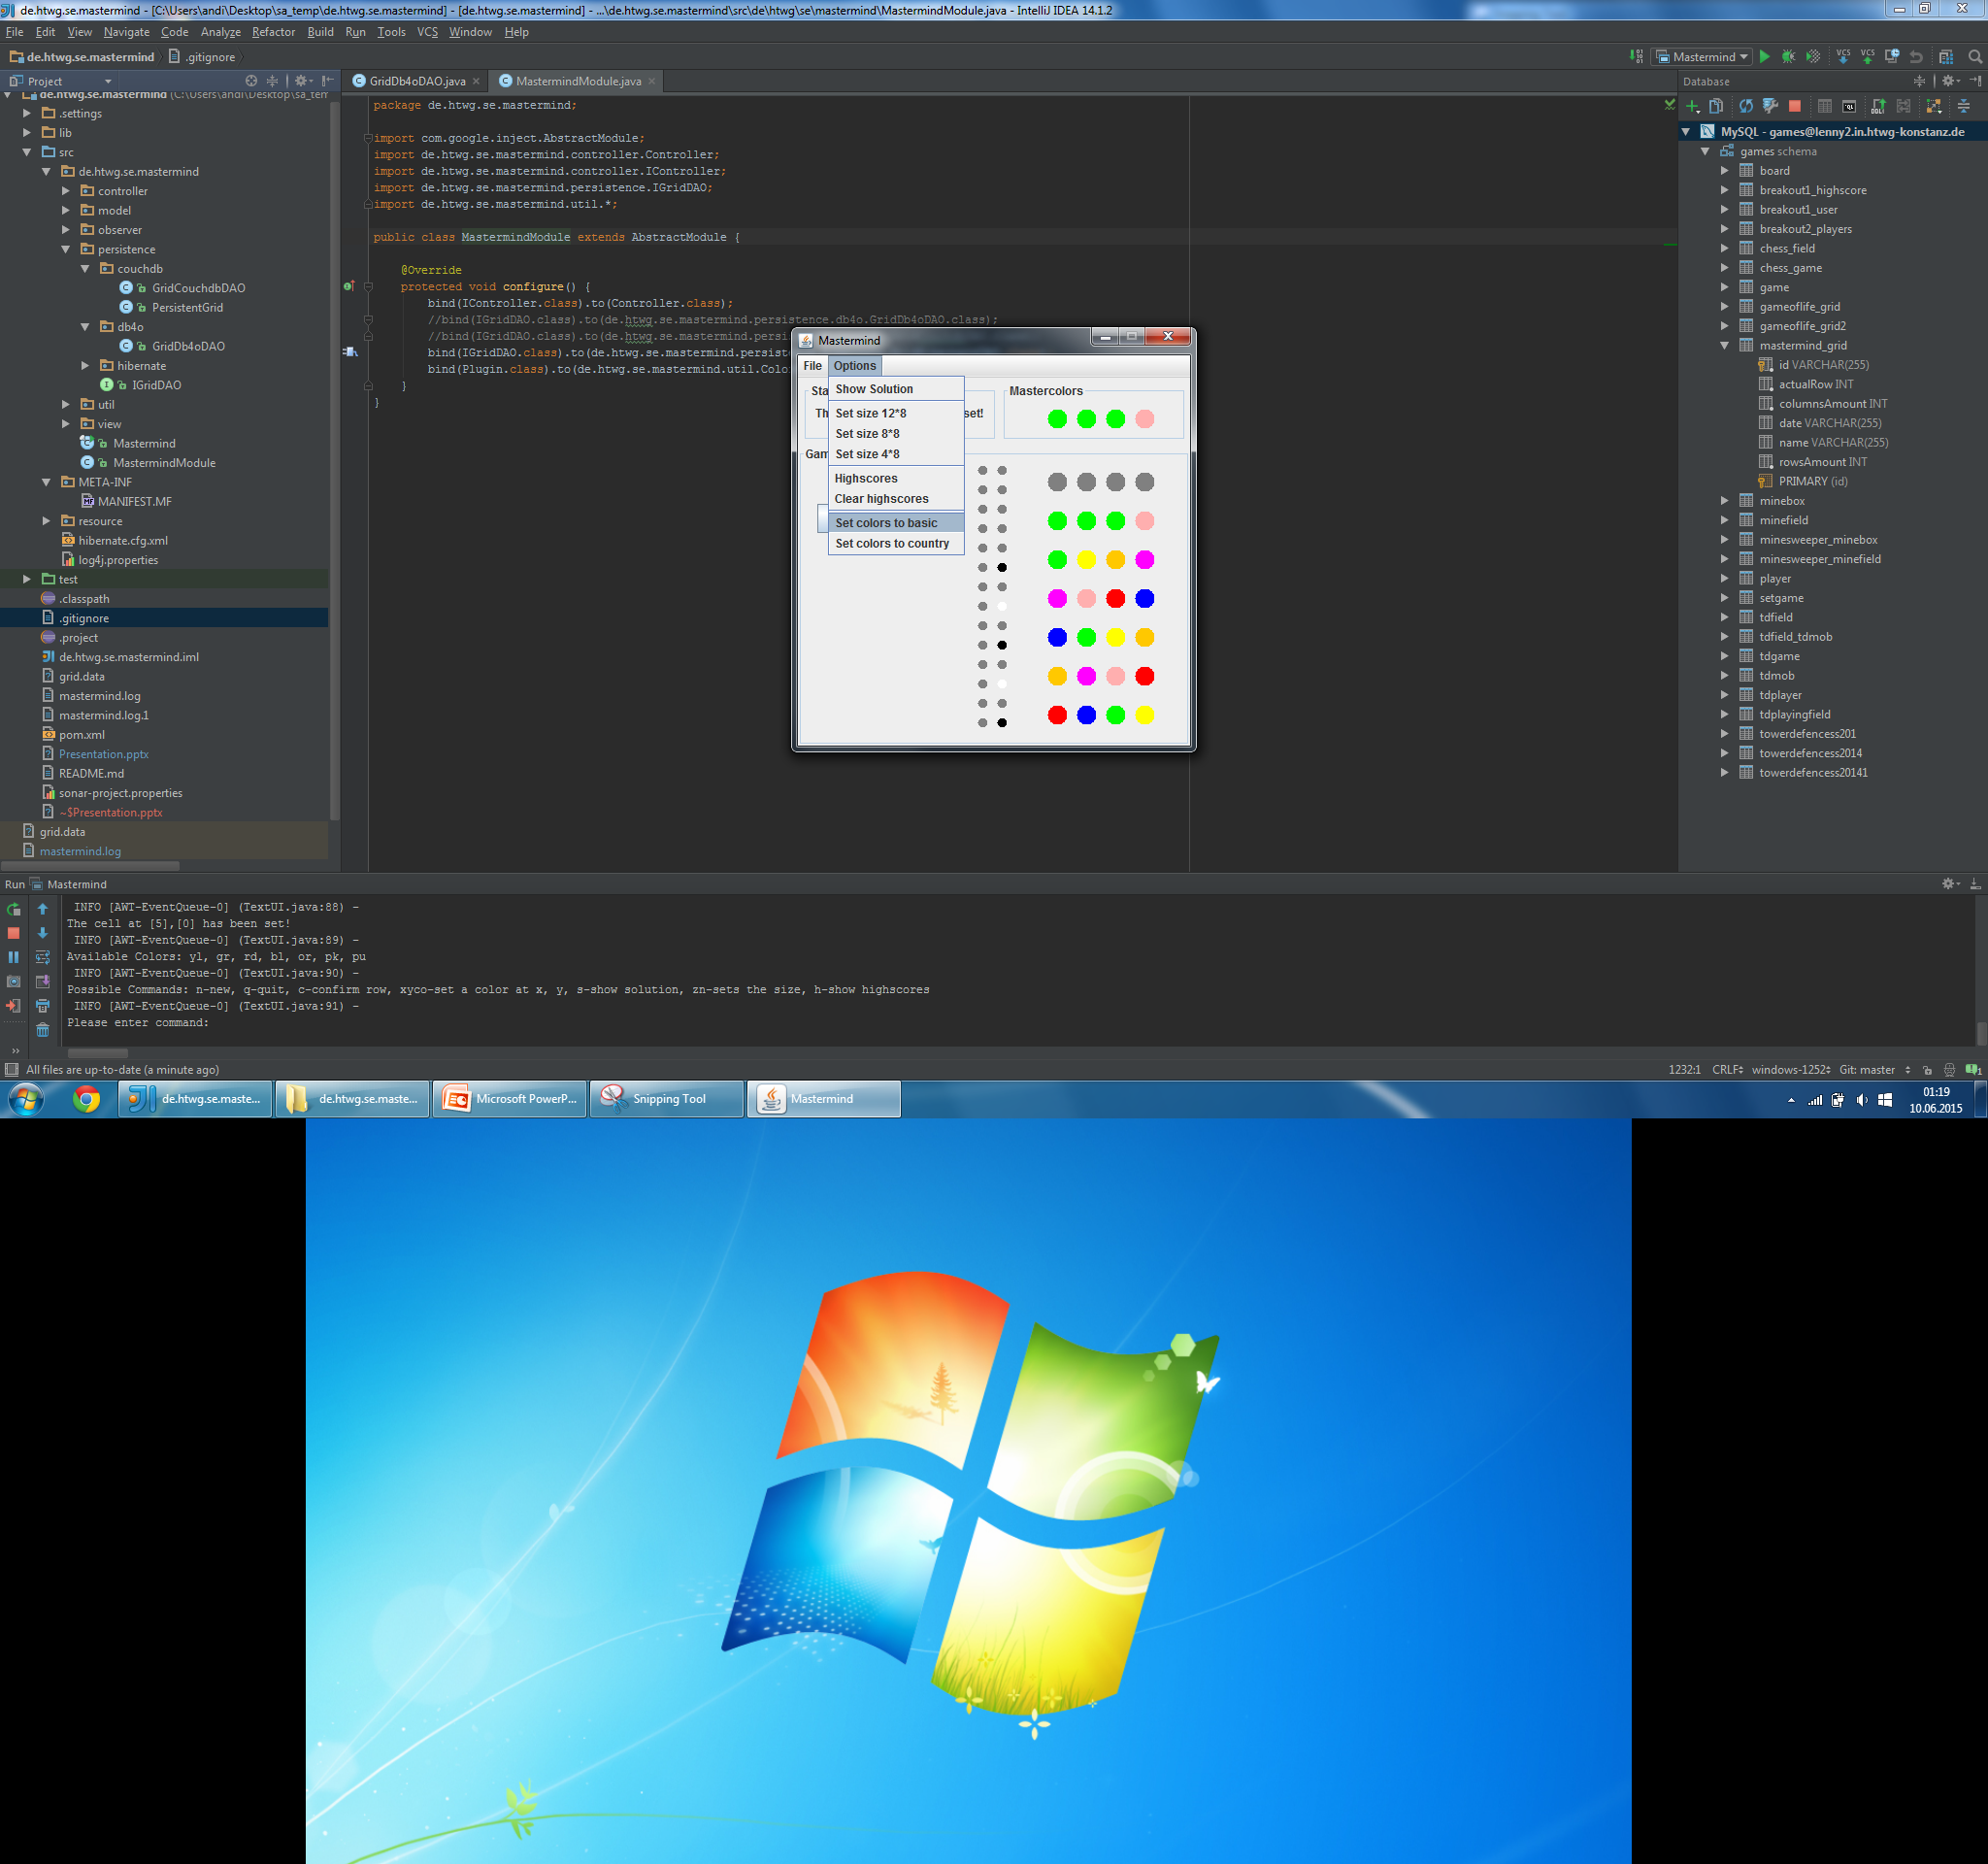 de.htwg.se.mastermind - [C:\Users\andi\Desktop\sa_temp\de.htwg.se.mastermind] - [de.htwg.se.mastermind] - ...\de.htwg.se.mastermind\src\de\htwg\se\mastermind\MastermindModule.java - IntelliJ IDEA 14.1.2
File Edit View Navigate Code Analyze Refactor Build Run Tools VCS Window Help
de.htwg.se.mastermind .gitignore
Mastermind
VCS VCS
Project
de.htwg.se.mastermind (C:\Users\andi\Desktop\sa_tem
.settings
lib
src
de.htwg.se.mastermind
controller
model
observer
persistence
couchdb
GridCouchdbDAO
PersistentGrid
db4o
GridDb4oDAO
hibernate
IGridDAO
util
view
Mastermind
MastermindModule
META-INF
MANIFEST.MF
resource
hibernate.cfg.xml
log4j.properties
test
.classpath
.gitignore
.project
de.htwg.se.mastermind.iml
grid.data
mastermind.log
mastermind.log.1
pom.xml
Presentation.pptx
README.md
sonar-project.properties
~$Presentation.pptx
grid.data
mastermind.log
GridDb4oDAO.java MastermindModule.java
package de.htwg.se.mastermind;
import com.google.inject.AbstractModule;
import de.htwg.se.mastermind.controller.Controller;
import de.htwg.se.mastermind.controller.IController;
import de.htwg.se.mastermind.persistence.IGridDAO;
import de.htwg.se.mastermind.util.*;
public class MastermindModule extends AbstractModule {
@Override
protected void configure() {
bind(IController.class).to(Controller.class);
//bind(IGridDAO.class).to(de.htwg.se.mastermind.persistence.db4o.GridDb4oDAO.class);
//bind(IGridDAO.class).to(de.htwg.se.mastermind.persi
bind(IGridDAO.class).to(de.htwg.se.mastermind.persist
bind(Plugin.class).to(de.htwg.se.mastermind.util.Colo
}
}
Mastermind
File Options
Show Solution
Set size 12*8
Set size 8*8
Set size 4*8
Highscores
Clear highscores
Set colors to basic
Set colors to country
Sta
Th
set!
Mastercolors
Gam
Database
MySQL - games@lenny2.in.htwg-konstanz.de
games schema
board
breakout1_highscore
breakout1_user
breakout2_players
chess_field
chess_game
game
gameoflife_grid
gameoflife_grid2
mastermind_grid
id VARCHAR(255)
actualRow INT
columnsAmount INT
date VARCHAR(255)
name VARCHAR(255)
rowsAmount INT
PRIMARY (id)
minebox
minefield
minesweeper_minebox
minesweeper_minefield
player
setgame
tdfield
tdfield_tdmob
tdgame
tdmob
tdplayer
tdplayingfield
towerdefencess201
towerdefencess2014
towerdefencess20141
Run Mastermind
INFO [AWT-EventQueue-0] (TextUI.java:88) -
The cell at [5],[0] has been set!
INFO [AWT-EventQueue-0] (TextUI.java:89) -
Available Colors: yl, gr, rd, bl, or, pk, pu
INFO [AWT-EventQueue-0] (TextUI.java:90) -
Possible Commands: n-new, q-quit, c-confirm row, xyco-set a color at x, y, s-show solution, zn-sets the size, h-show highscores
INFO [AWT-EventQueue-0] (TextUI.java:91) -
Please enter command:
All files are up-to-date (a minute ago)
1232:1 CRLF windows-1252 Git: master
de.htwg.se.maste... de.htwg.se.maste... Microsoft PowerP... Snipping Tool Mastermind
01:19
10.06.2015